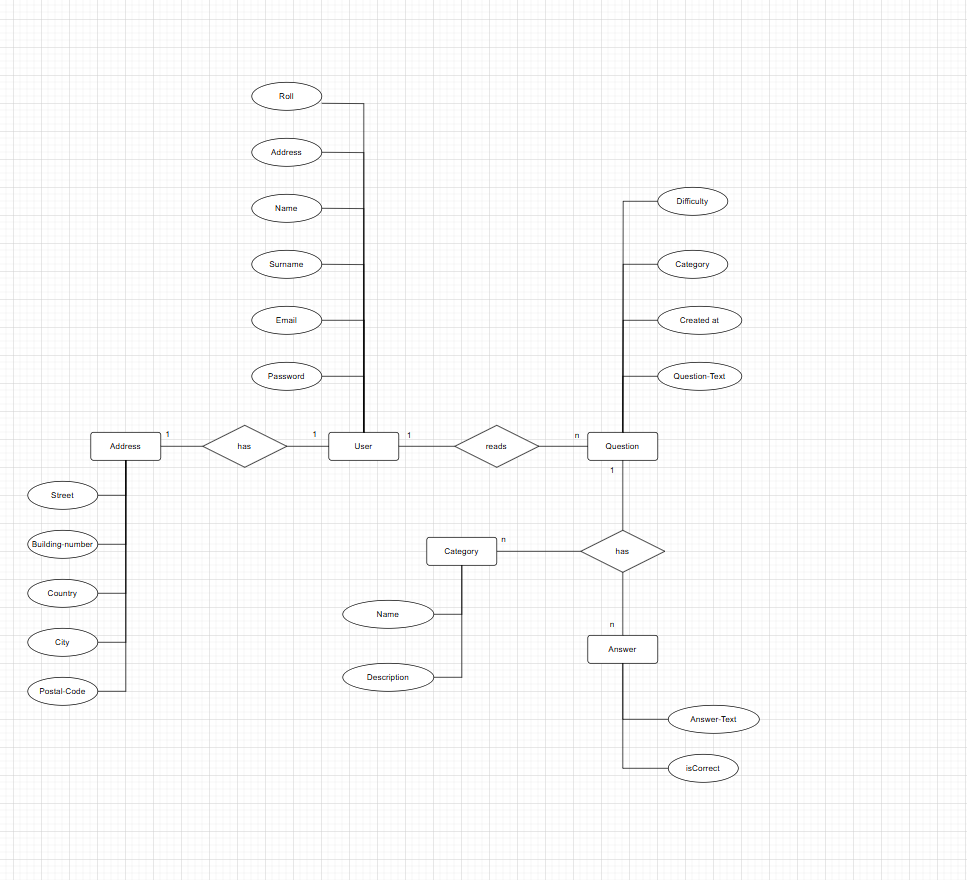 Roll
Address
Name
Surname
Email
Password
Difficulty
Category
Created at
Question-Text
Address
1
has
1
User
1
reads
n
Question
1
Street
Building-number
Country
City
Postal-Code
Category
n
has
Name
Description
n
Answer
Answer-Text
isCorrect